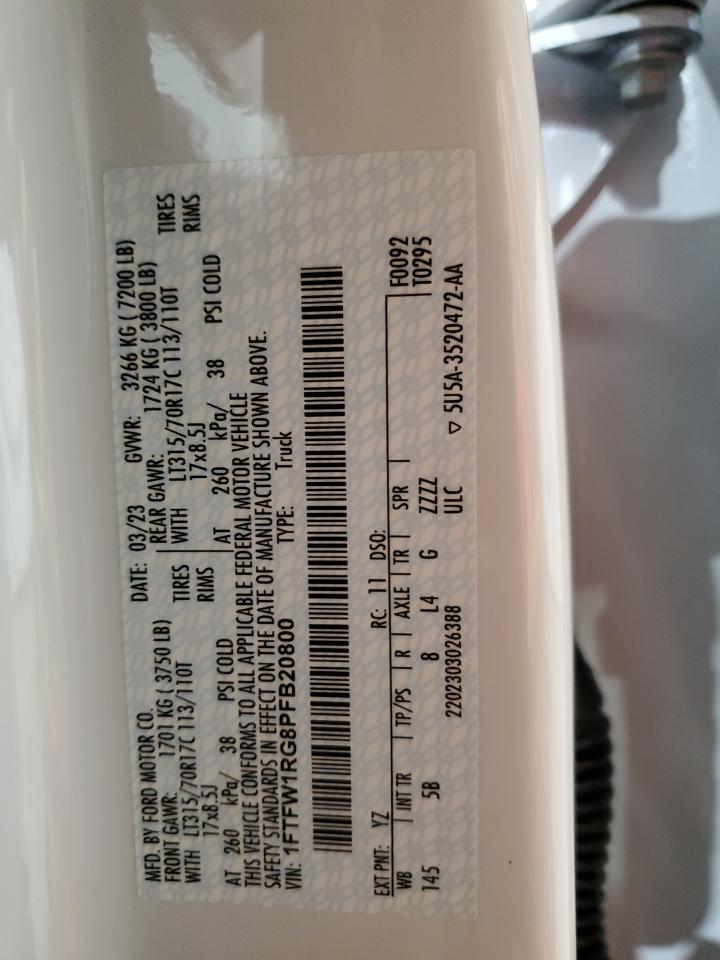 MFD. BY FORD MOTOR CO.
DATE: 03/23 GVWR: 3266 KG ( 7200 LB)
FRONT GAWR: 1701 KG ( 3750 LB) REAR GAWR: 1724 KG ( 3800 LB)
WITH LT315/70R17C 113/110T TIRES WITH LT315/70R17C 113/110T TIRES
17x8.5J RIMS 17x8.5J RIMS
AT 260 kPa/ 38 PSI COLD AT 260 kPa/ 38 PSI COLD
THIS VEHICLE CONFORMS TO ALL APPLICABLE FEDERAL MOTOR VEHICLE
SAFETY STANDARDS IN EFFECT ON THE DATE OF MANUFACTURE SHOWN ABOVE.
VIN: 1FTFW1RG8PFB20800 TYPE: Truck
EXT PNT: YZ RC: 11 DSO: F0092
WB INT TR TP/PS R AXLE TR SPR T0295
145 5B 8 L4 G ZZZZ
2202303026388 ULC ▽ 5U5A-3520472-AA